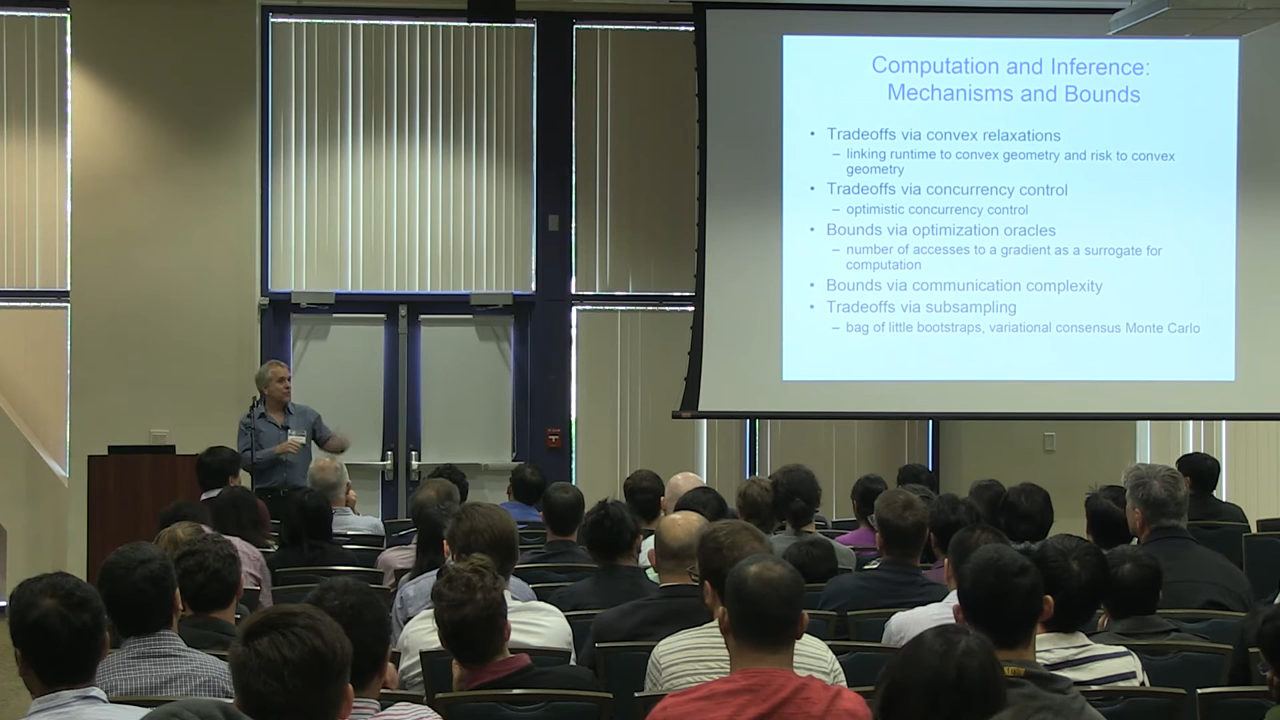 Computation and Inference:
Mechanisms and Bounds
• Tradeoffs via convex relaxations
– linking runtime to convex geometry and risk to convex
geometry
• Tradeoffs via concurrency control
– optimistic concurrency control
• Bounds via optimization oracles
– number of accesses to a gradient as a surrogate for
computation
• Bounds via communication complexity
• Tradeoffs via subsampling
– bag of little bootstraps, variational consensus Monte Carlo